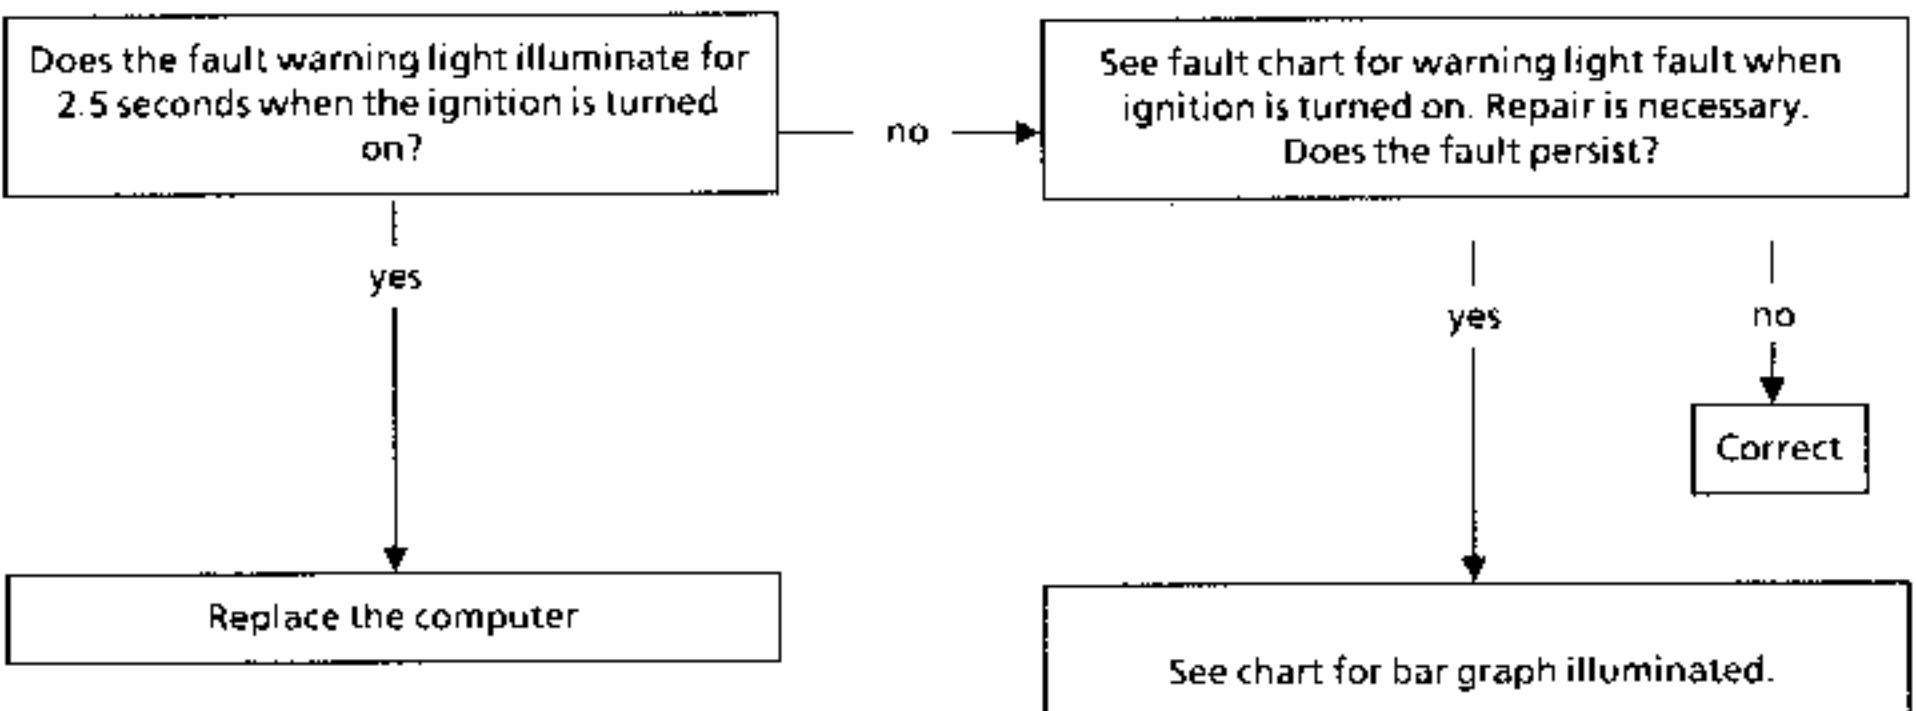 Does the fault warning light illuminate for
2.5 seconds when the ignition is turned
on?
no
See fault chart for warning light fault when
ignition is turned on. Repair is necessary.
Does the fault persist?
yes
yes
no
Correct
Replace the computer
See chart for bar graph illuminated.